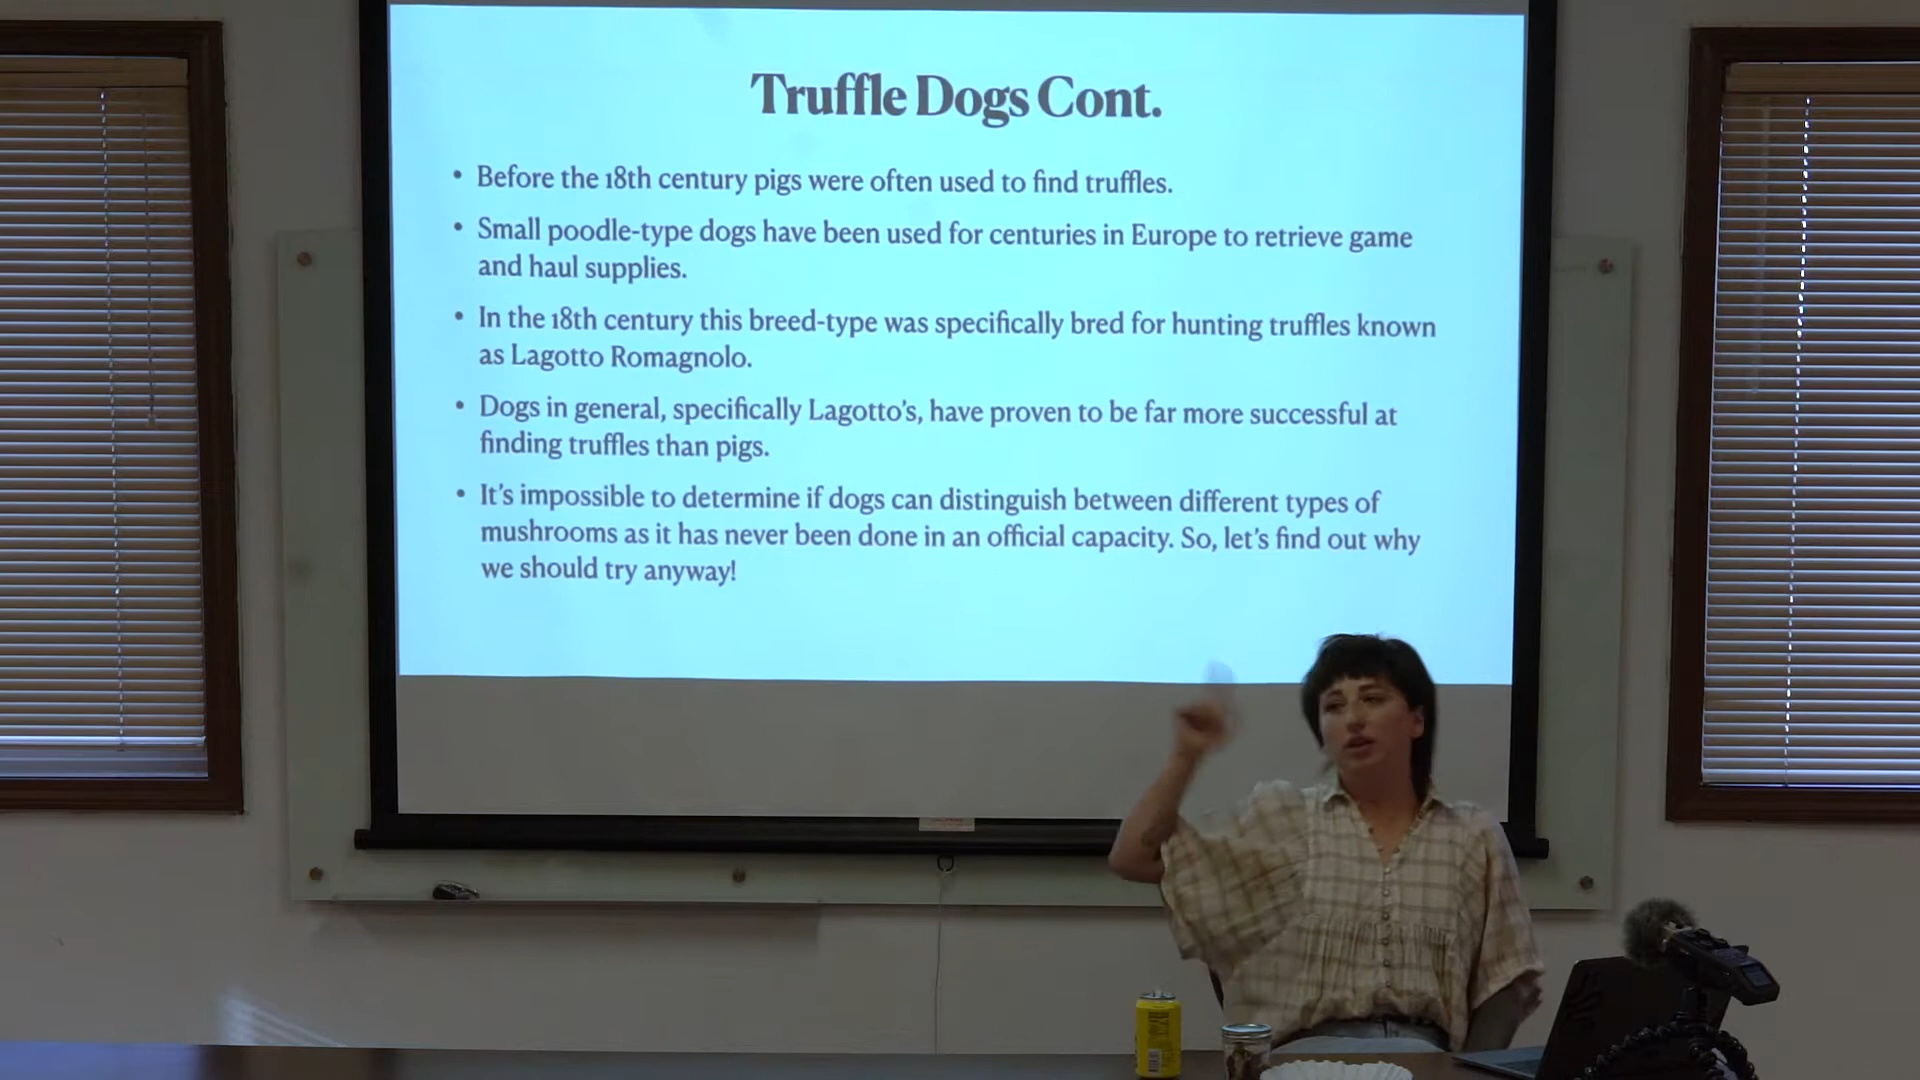 Truffle Dogs Cont.
• Before the 18th century pigs were often used to find truffles.
• Small poodle-type dogs have been used for centuries in Europe to retrieve game
and haul supplies.
• In the 18th century this breed-type was specifically bred for hunting truffles known
as Lagotto Romagnolo.
• Dogs in general, specifically Lagotto's, have proven to be far more successful at
finding truffles than pigs.
• It's impossible to determine if dogs can distinguish between different types of
mushrooms as it has never been done in an official capacity. So, let's find out why
we should try anyway!